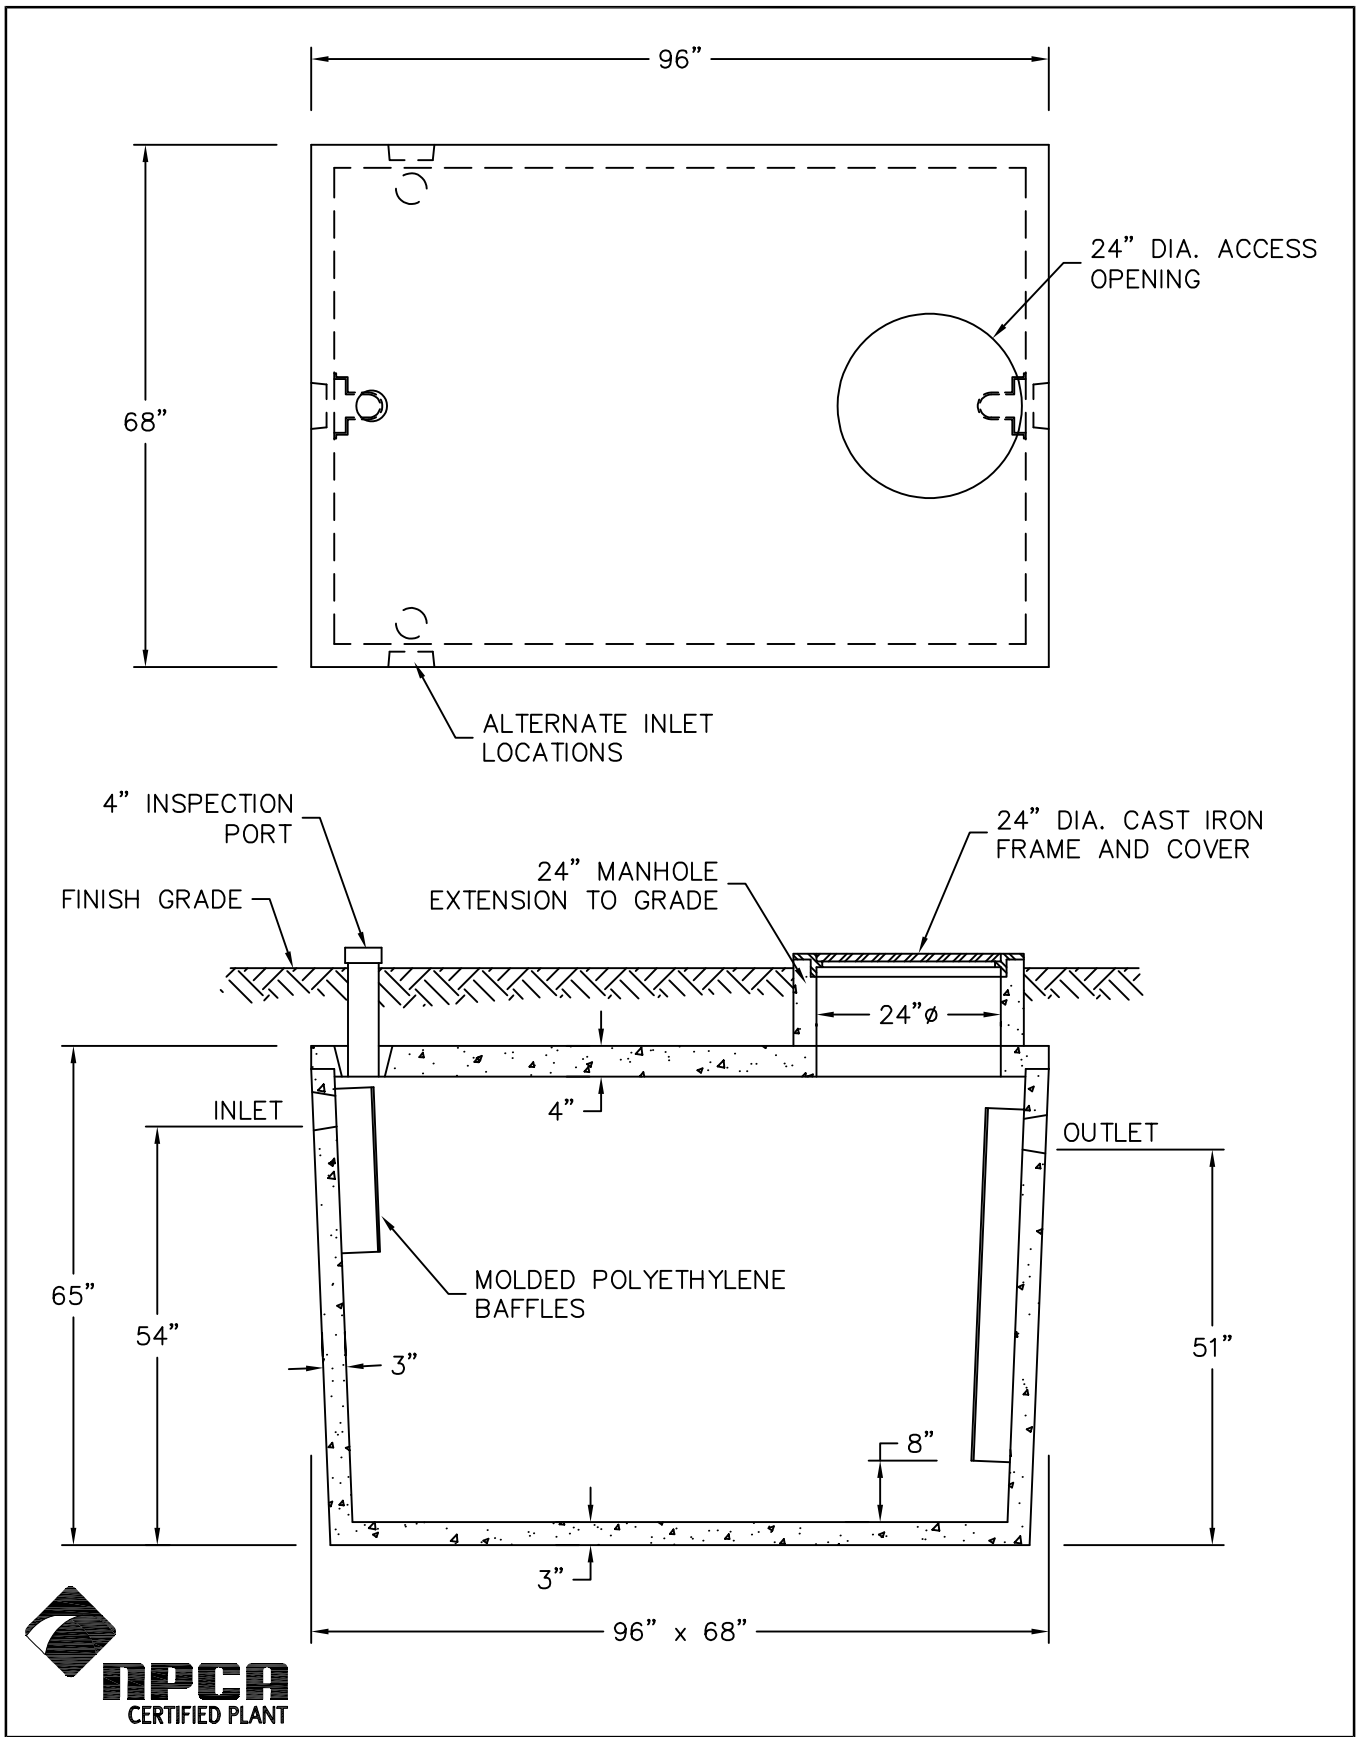 96”
24” DIA. ACCESS
OPENING
68”
ALTERNATE INLET
LOCATIONS
4” INSPECTION
PORT
24” DIA. CAST IRON
FRAME AND COVER
24” MANHOLE
EXTENSION TO GRADE
FINISH GRADE
24”ø
4”
INLET
OUTLET
MOLDED POLYETHYLENE
BAFFLES
65”
54”
51”
3”
8”
3”
96” x 68”
NPCA
CERTIFIED PLANT